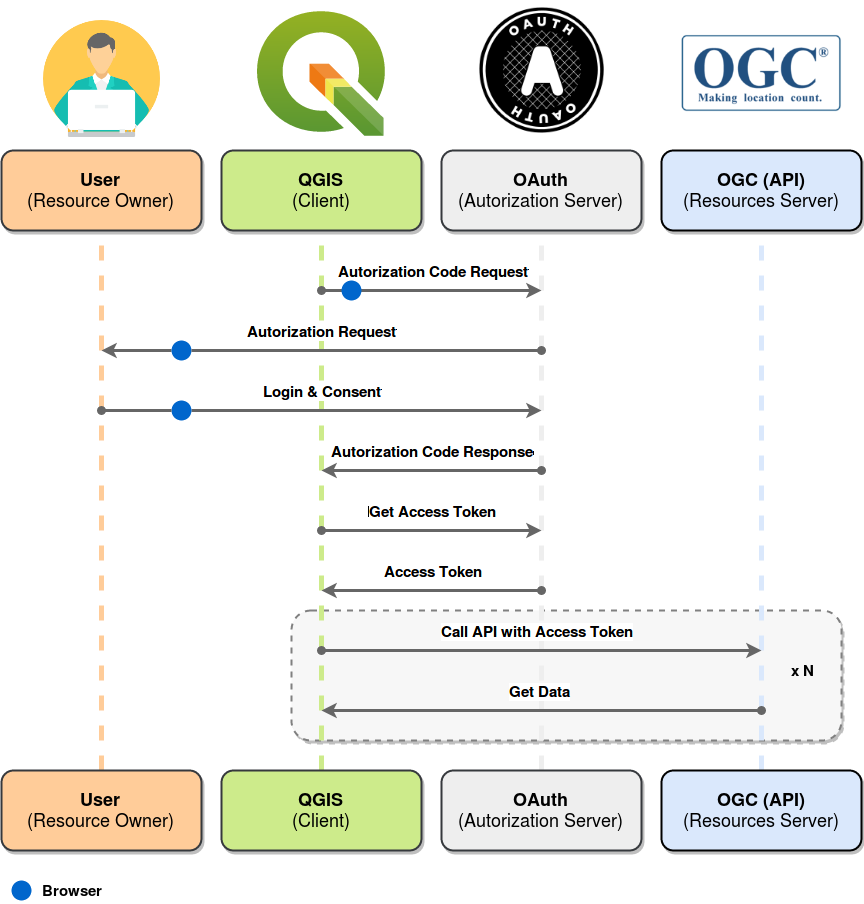 OAUTH
A
OAUTH
OGC®
Making location count.
User
(Resource Owner)
QGIS
(Client)
OAuth
(Autorization Server)
OGC (API)
(Resources Server)
Autorization Code Request
Autorization Request
Login & Consent
Autorization Code Response
Get Access Token
Access Token
Call API with Access Token
x N
Get Data
User
(Resource Owner)
QGIS
(Client)
OAuth
(Autorization Server)
OGC (API)
(Resources Server)
Browser